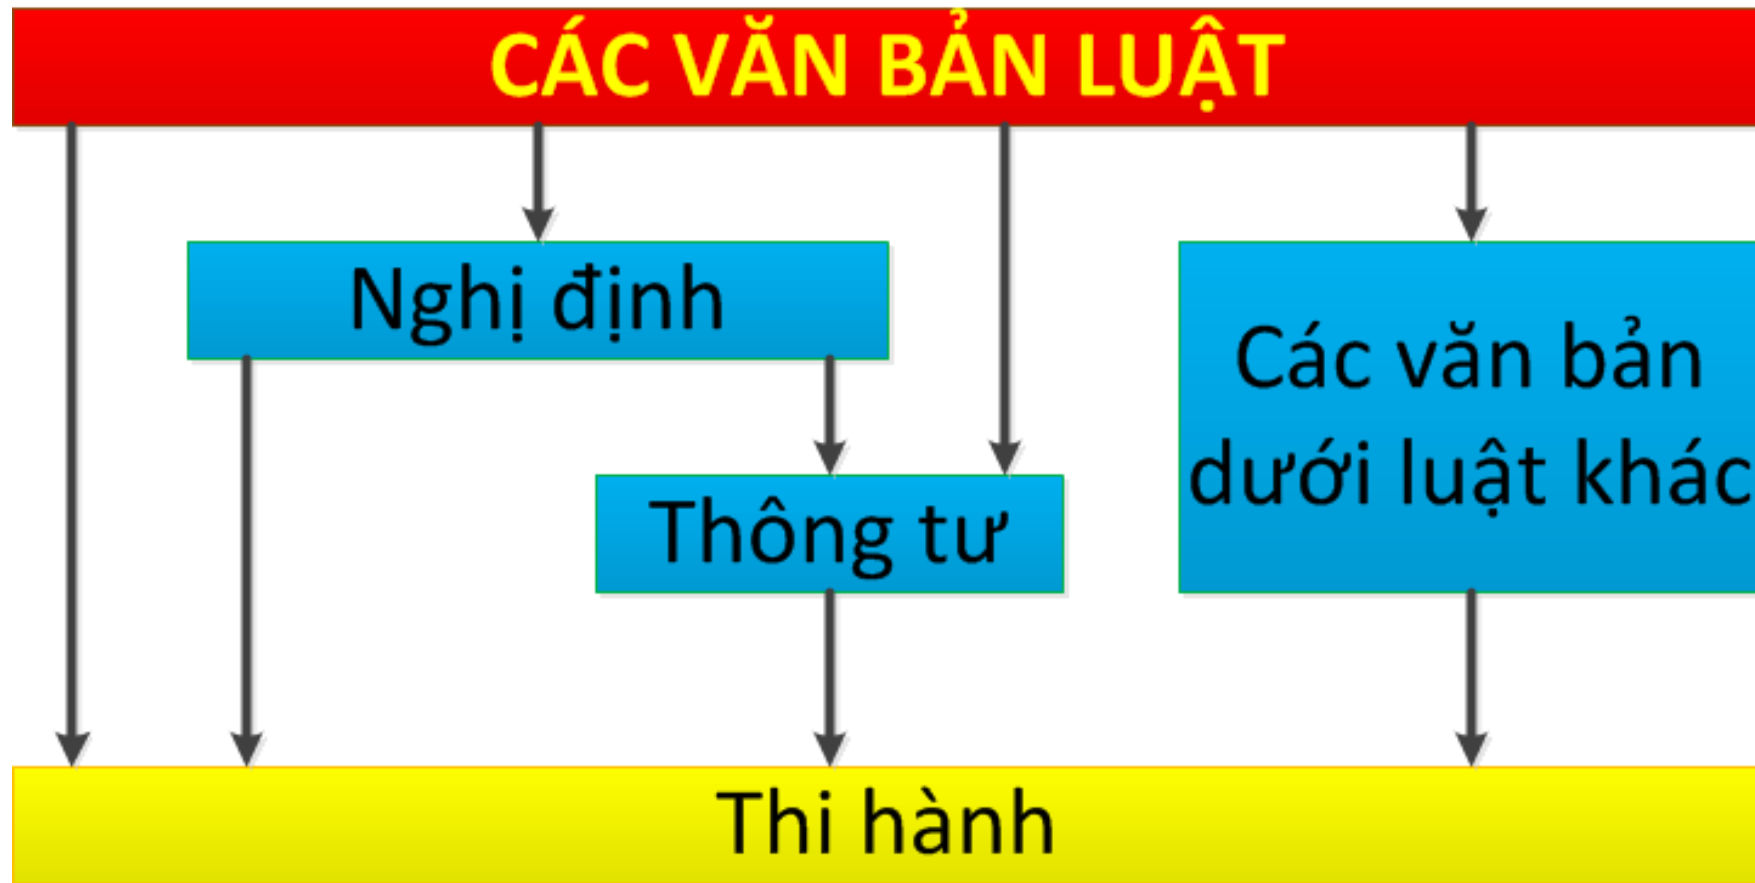 CÁC VĂN BẢN LUẬT
Nghị định
Các văn bản
dưới luật khác
Thông tư
Thi hành